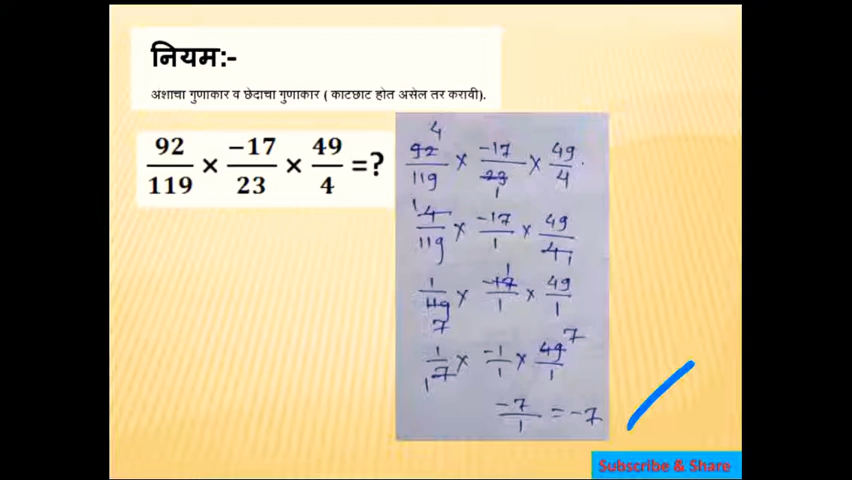 नियम:-
अशाचा गुणाकार व छेदाचा गुणाकार ( काटछाट होत असेल तर करावी).
92/119 × −17/23 × 49/4 =?
4
92/119 × -17/23 × 49/4
1
1
4/119 × -17/1 × 49/4 1
1
1/119 × -17/1 × 49/1
7
7
1/7 × -1/1 × 49/1
1
-7/1 = -7
Subscribe & Share